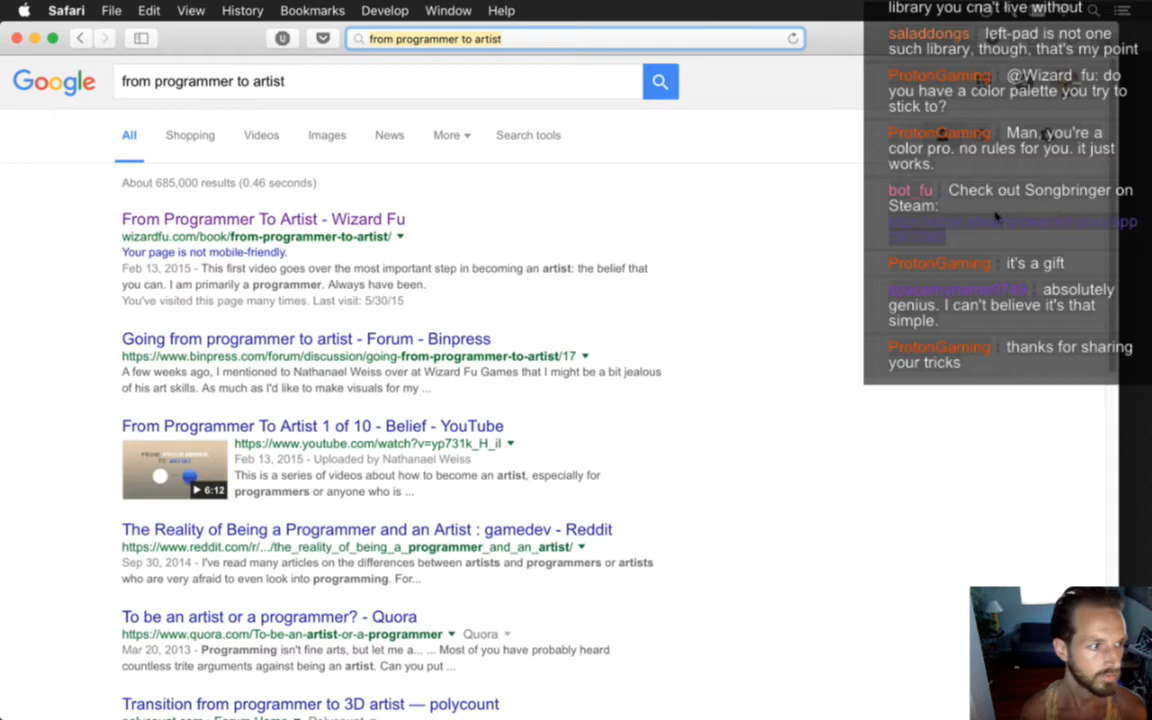 Safari File Edit View History Bookmarks Develop Window Help
from programmer to artist
Google from programmer to artist
All Shopping Videos Images News More Search tools
About 685,000 results (0.46 seconds)
From Programmer To Artist - Wizard Fu
wizardfu.com/book/from-programmer-to-artist/
Your page is not mobile-friendly.
Feb 13, 2015 - This first video goes over the most important step in becoming an artist: the belief that
you can. I am primarily a programmer. Always have been.
You've visited this page many times. Last visit: 5/30/15
Going from programmer to artist - Forum - Binpress
https://www.binpress.com/forum/discussion/going-from-programmer-to-artist/17
A few weeks ago, I mentioned to Nathanael Weiss over at Wizard Fu Games that I might be a bit jealous
of his art skills. As much as I'd like to make visuals for my ...
From Programmer To Artist 1 of 10 - Belief - YouTube
https://www.youtube.com/watch?v=yp731k_H_iI
Feb 13, 2015 - Uploaded by Nathanael Weiss
This is a series of videos about how to become an artist, especially for
programmers or anyone who is ...
6:12
The Reality of Being a Programmer and an Artist : gamedev - Reddit
https://www.reddit.com/r/.../the_reality_of_being_a_programmer_and_an_artist/
Sep 30, 2014 - I've read many articles on the differences between artists and programmers or artists
who are very afraid to even look into programming. For...
To be an artist or a programmer? - Quora
https://www.quora.com/To-be-an-artist-or-a-programmer Quora
Mar 20, 2013 - Programming isn't fine arts, but let me a... ... Most of you have probably heard
countless trite arguments against being an artist. Can you put ...
Transition from programmer to 3D artist — polycount
library you cna't live without
saladdongs left-pad is not one
such library, though, that's my point
ProtonGaming @Wizard_fu: do
you have a color palette you try to
stick to?
ProtonGaming Man, you're a
color pro. no rules for you. it just
works.
bot_fu Check out Songbringer on
Steam:
ProtonGaming it's a gift
absolutely
genius. I can't believe it's that
simple.
ProtonGaming thanks for sharing
your tricks